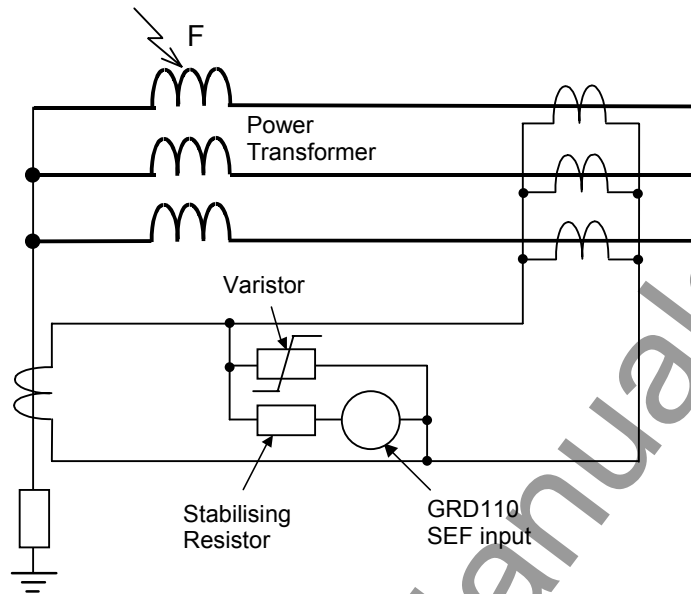 F
Power
Transformer
Varistor
Stabilising
Resistor
GRD110
SEF input